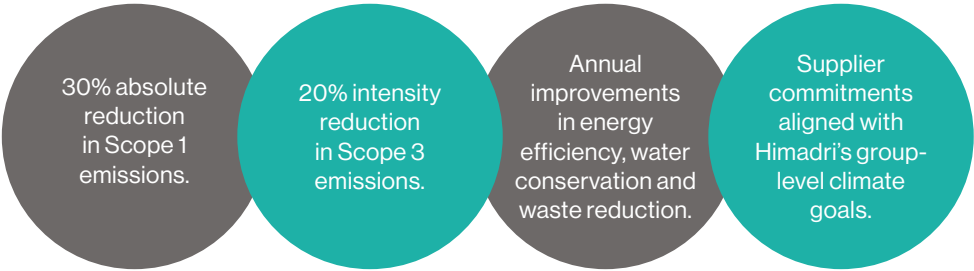 30% absolute
reduction
in Scope 1
emissions.
20% intensity
reduction
in Scope 3
emissions.
Annual
improvements
in energy
efficiency, water
conservation and
waste reduction.
Supplier
commitments
aligned with
Himadri's group-
level climate
goals.